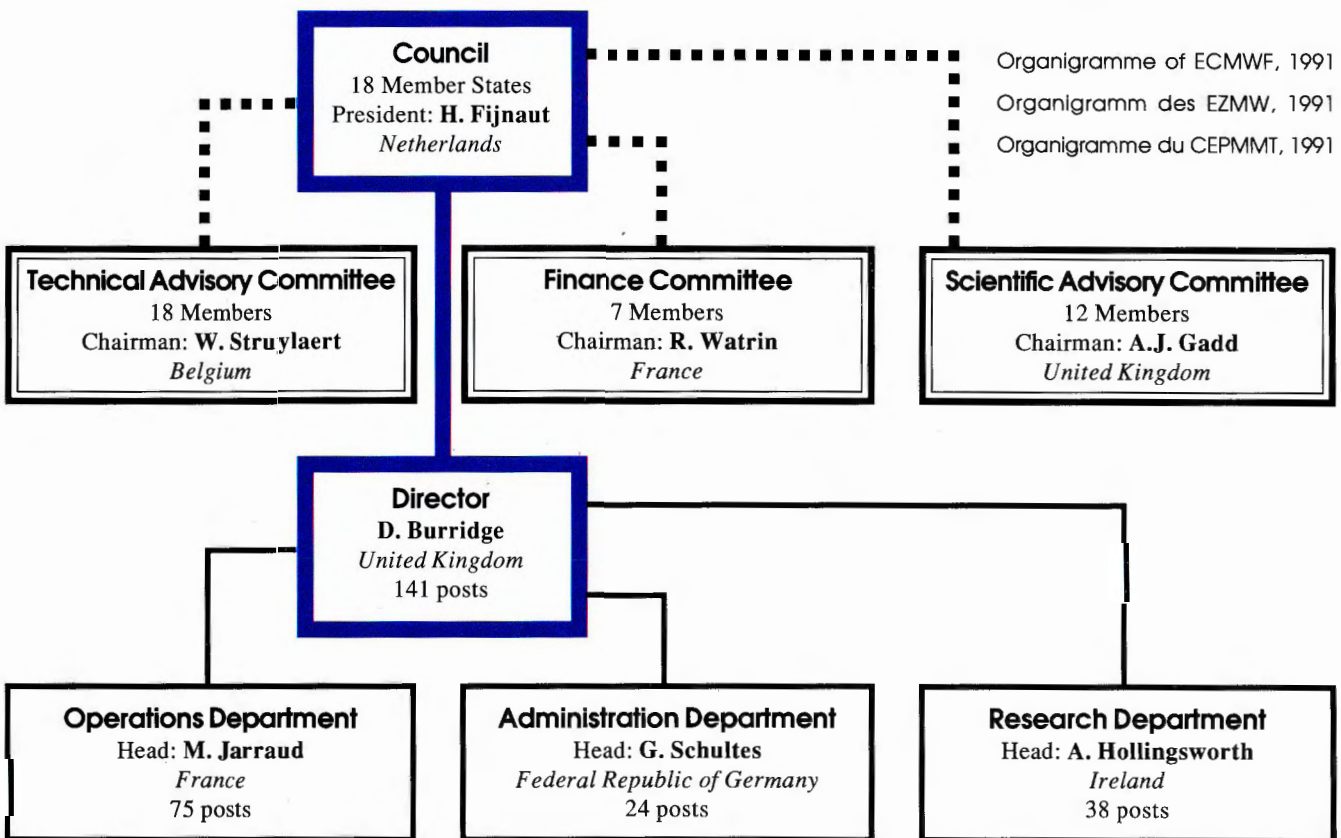 Council
18 Member States
President: H. Fijnaut
Netherlands
Organigramme of ECMWF, 1991
Organigramm des EZMW, 1991
Organigramme du CEPMMT, 1991
Technical Advisory Committee
18 Members
Chairman: W. Struylaert
Belgium
Finance Committee
7 Members
Chairman: R. Watrin
France
Scientific Advisory Committee
12 Members
Chairman: A.J. Gadd
United Kingdom
Director
D. Burridge
United Kingdom
141 posts
Operations Department
Head: M. Jarraud
France
75 posts
Administration Department
Head: G. Schultes
Federal Republic of Germany
24 posts
Research Department
Head: A. Hollingsworth
Ireland
38 posts